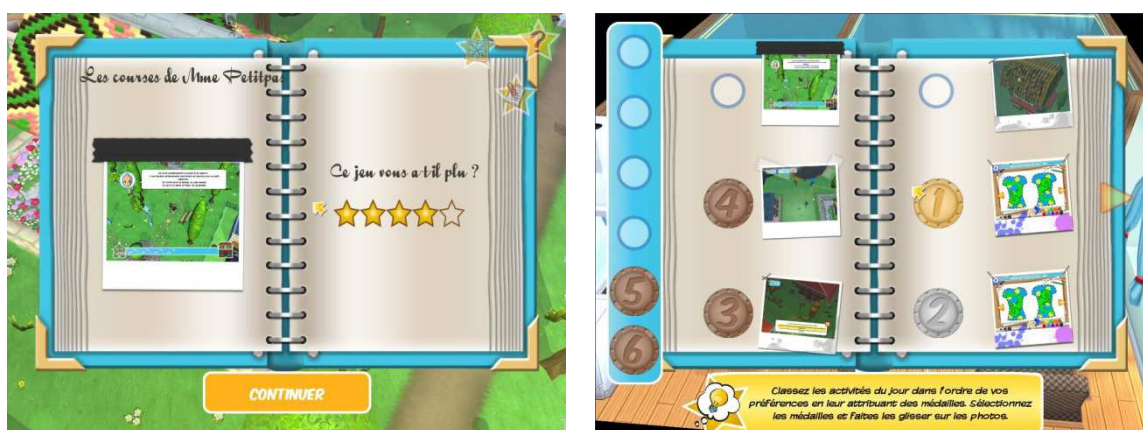 Les courses de Mme Petitpas
Ce jeu vous a-t-il plu ?
CONTINUER
?
4
1
5
3
2
6
Classez les activités du jour dans l'ordre de vos
préférences en leur attribuant des médailles. Sélectionnez
les médailles et faites les glisser sur les photos.